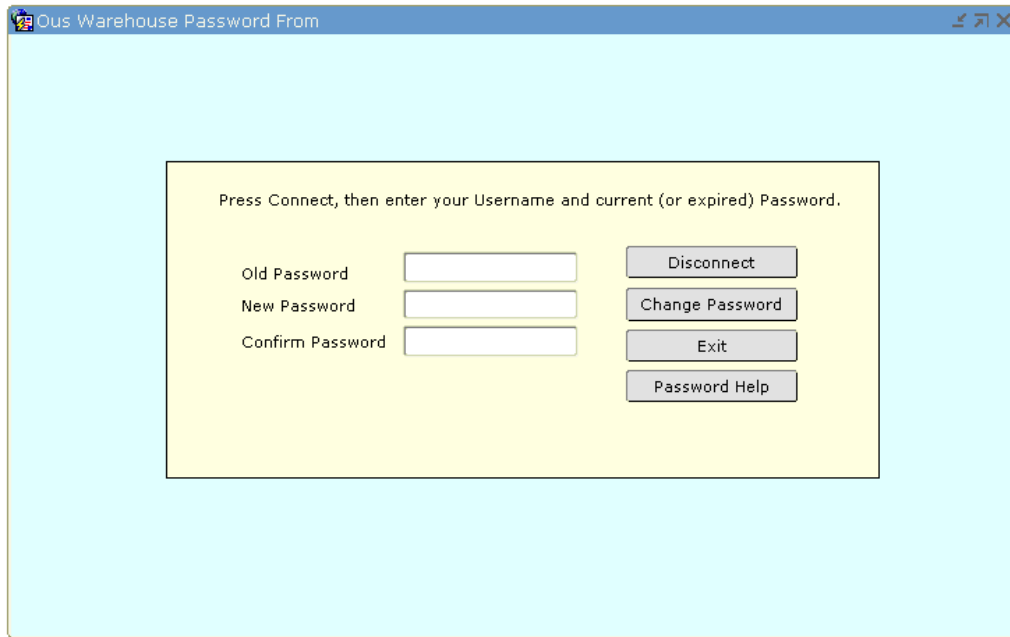 Ous Warehouse Password From
Press Connect, then enter your Username and current (or expired) Password.
Old Password
New Password
Confirm Password
Disconnect
Change Password
Exit
Password Help